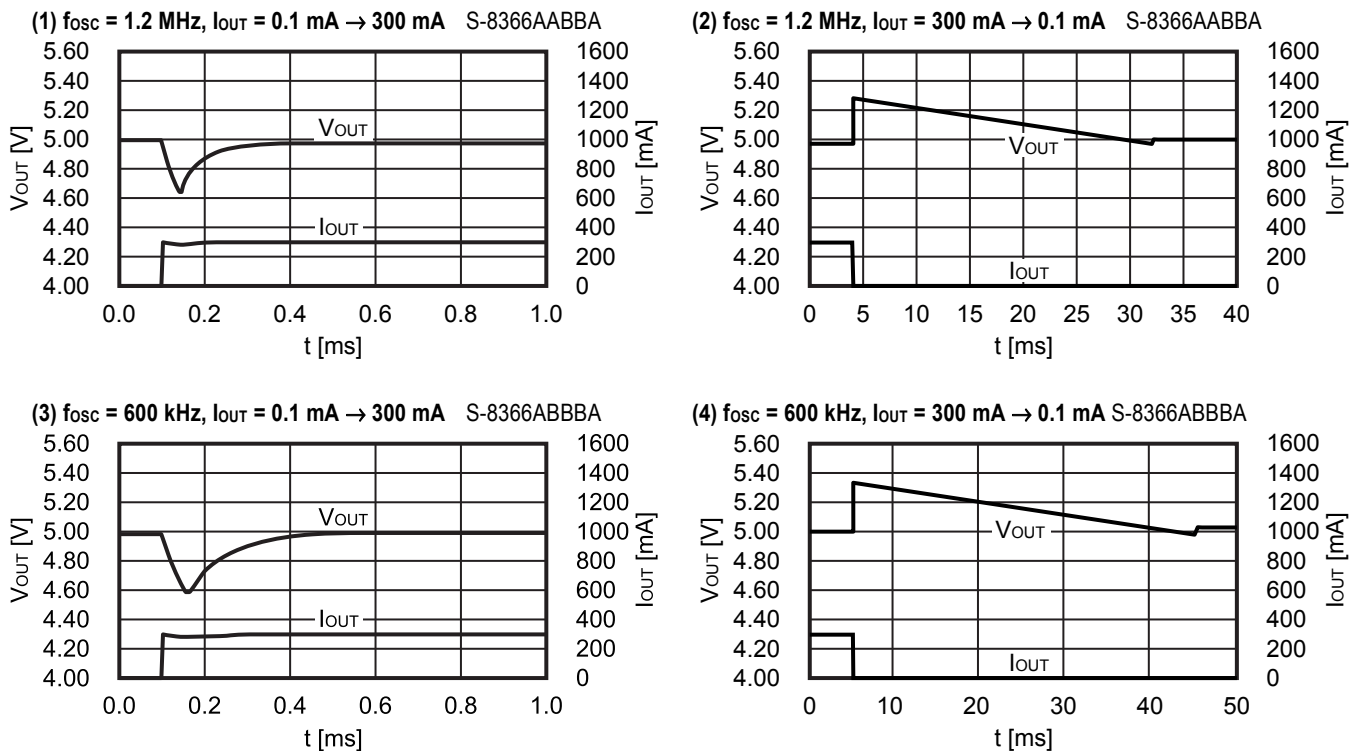 (1) fOSC = 1.2 MHz, IOUT = 0.1 mA → 300 mA S-8366AABBA
5.60
5.40
5.20
5.00
4.80
4.60
4.40
4.20
4.00
VOUT [V]
VOUT
IOUT
1600
1400
1200
1000
800
600
400
200
0
IOUT [mA]
0.0 0.2 0.4 0.6 0.8 1.0
t [ms]
(2) fOSC = 1.2 MHz, IOUT = 300 mA → 0.1 mA S-8366AABBA
5.60
5.40
5.20
5.00
4.80
4.60
4.40
4.20
4.00
VOUT [V]
VOUT
IOUT
1600
1400
1200
1000
800
600
400
200
0
IOUT [mA]
0 5 10 15 20 25 30 35 40
t [ms]
(3) fOSC = 600 kHz, IOUT = 0.1 mA → 300 mA S-8366ABBBA
5.60
5.40
5.20
5.00
4.80
4.60
4.40
4.20
4.00
VOUT [V]
VOUT
IOUT
1600
1400
1200
1000
800
600
400
200
0
IOUT [mA]
0.0 0.2 0.4 0.6 0.8 1.0
t [ms]
(4) fOSC = 600 kHz, IOUT = 300 mA → 0.1 mA S-8366ABBBA
5.60
5.40
5.20
5.00
4.80
4.60
4.40
4.20
4.00
VOUT [V]
VOUT
IOUT
1600
1400
1200
1000
800
600
400
200
0
IOUT [mA]
0 10 20 30 40 50
t [ms]